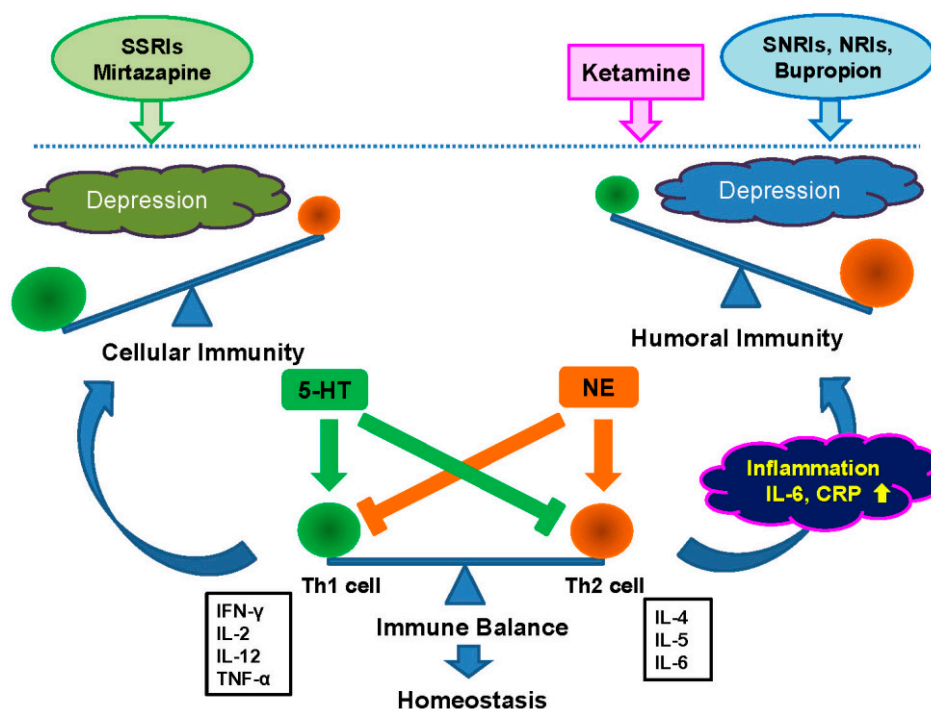 SSRIs
Mirtazapine
Ketamine
SNRIs, NRIs,
Bupropion
Depression
Depression
Cellular Immunity
Humoral Immunity
5-HT
NE
Inflammation
IL-6, CRP
Th1 cell
Th2 cell
IFN-γ
IL-2
IL-12
TNF-α
Immune Balance
IL-4
IL-5
IL-6
Homeostasis